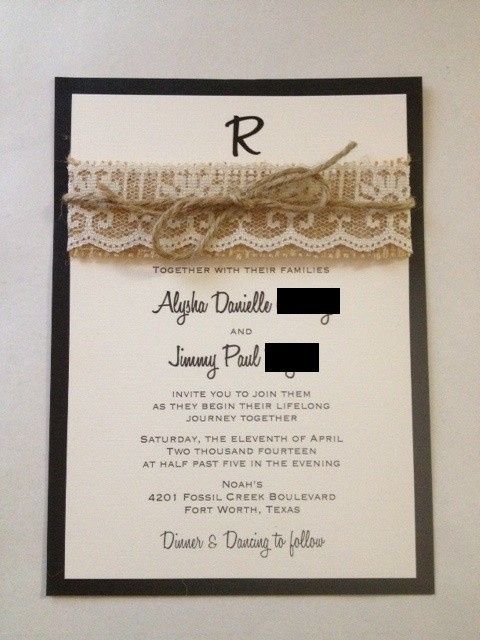 R
Together with their families
Alysha Danielle
and
Jimmy Paul
invite you to join them
as they begin their lifelong
journey together
Saturday, the eleventh of April
Two thousand fourteen
at half past five in the evening
Noah's
4201 Fossil Creek Boulevard
Fort Worth, Texas
Dinner & Dancing to follow